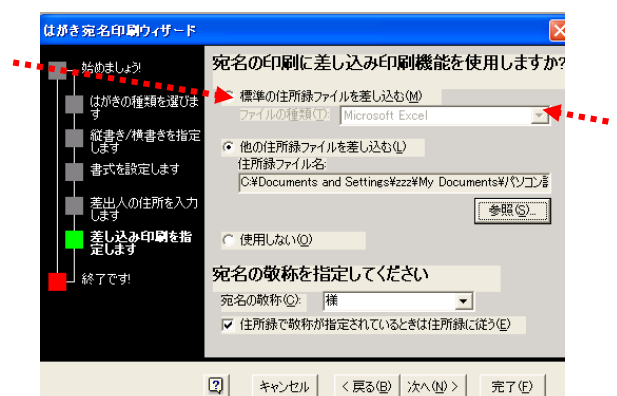 はがき宛名印刷ウィザード
始めましょう!
はがきの種類を選びま
す
縦書き/横書きを指定
します
書式を設定します
差出人の住所を入力
します
差し込み印刷を指
定します
終了です!
宛名の印刷に差し込み印刷機能を使用しますか?
標準の住所録ファイルを差し込む(M)
ファイルの種類(T): Microsoft Excel
他の住所録ファイルを差し込む(L)
住所録ファイル名:
C:¥Documents and Settings¥zzz¥My Documents¥パソコン
参照(S)...
使用しない(O)
宛名の敬称を指定してください
宛名の敬称(C): 様
住所録で敬称が指定されているときは住所録に従う(E)
キャンセル <戻る(B) 次へ(N)> 完了(F)